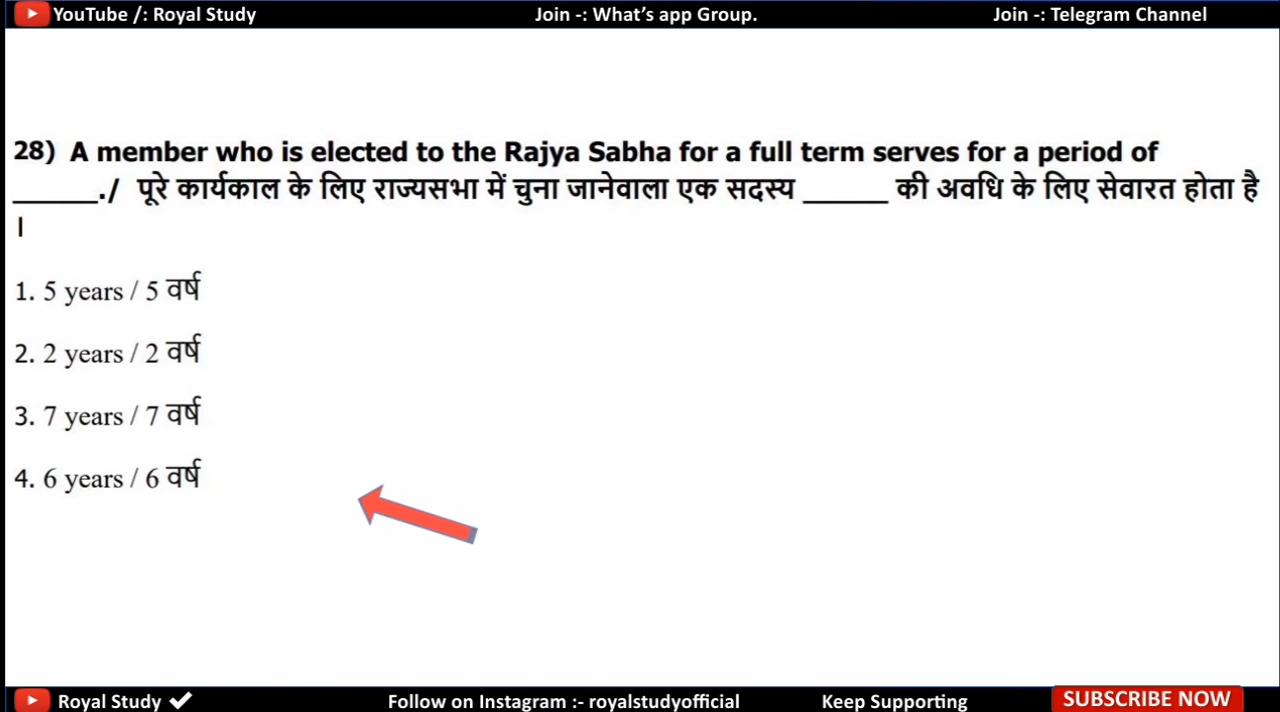 YouTube /: Royal Study Join -: What's app Group. Join -: Telegram Channel
28) A member who is elected to the Rajya Sabha for a full term serves for a period of
______./ पूरे कार्यकाल के लिए राज्यसभा में चुना जानेवाला एक सदस्य ______ की अवधि के लिए सेवारत होता है
।
1. 5 years / 5 वर्ष
2. 2 years / 2 वर्ष
3. 7 years / 7 वर्ष
4. 6 years / 6 वर्ष
Royal Study Follow on Instagram :- royalstudyofficial Keep Supporting SUBSCRIBE NOW